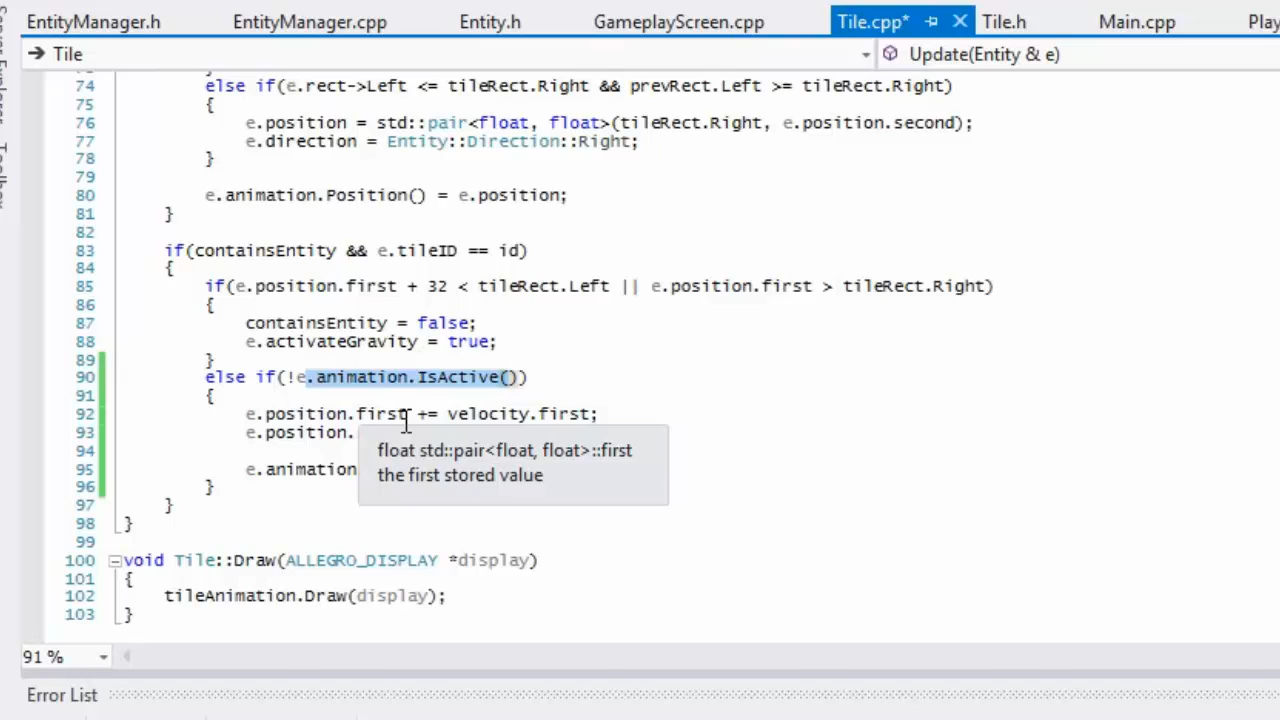 EntityManager.h EntityManager.cpp Entity.h GameplayScreen.cpp Tile.cpp* Tile.h Main.cpp Play
Server Explorer Toolbox
Tile Update(Entity & e)
74 else if(e.rect->Left <= tileRect.Right && prevRect.Left >= tileRect.Right)
75 {
76 e.position = std::pair<float, float>(tileRect.Right, e.position.second);
77 e.direction = Entity::Direction::Right;
78 }
79
80 e.animation.Position() = e.position;
81 }
82
83 if(containsEntity && e.tileID == id)
84 {
85 if(e.position.first + 32 < tileRect.Left || e.position.first > tileRect.Right)
86 {
87 containsEntity = false;
88 e.activateGravity = true;
89 }
90 else if(!e.animation.IsActive())
91 {
92 e.position.first += velocity.first;
93 e.position.
float std::pair<float, float>::first
94
the first stored value
95 e.animation
96 }
97 }
98 }
99
100 void Tile::Draw(ALLEGRO_DISPLAY *display)
101 {
102 tileAnimation.Draw(display);
103 }
91 %
Error List